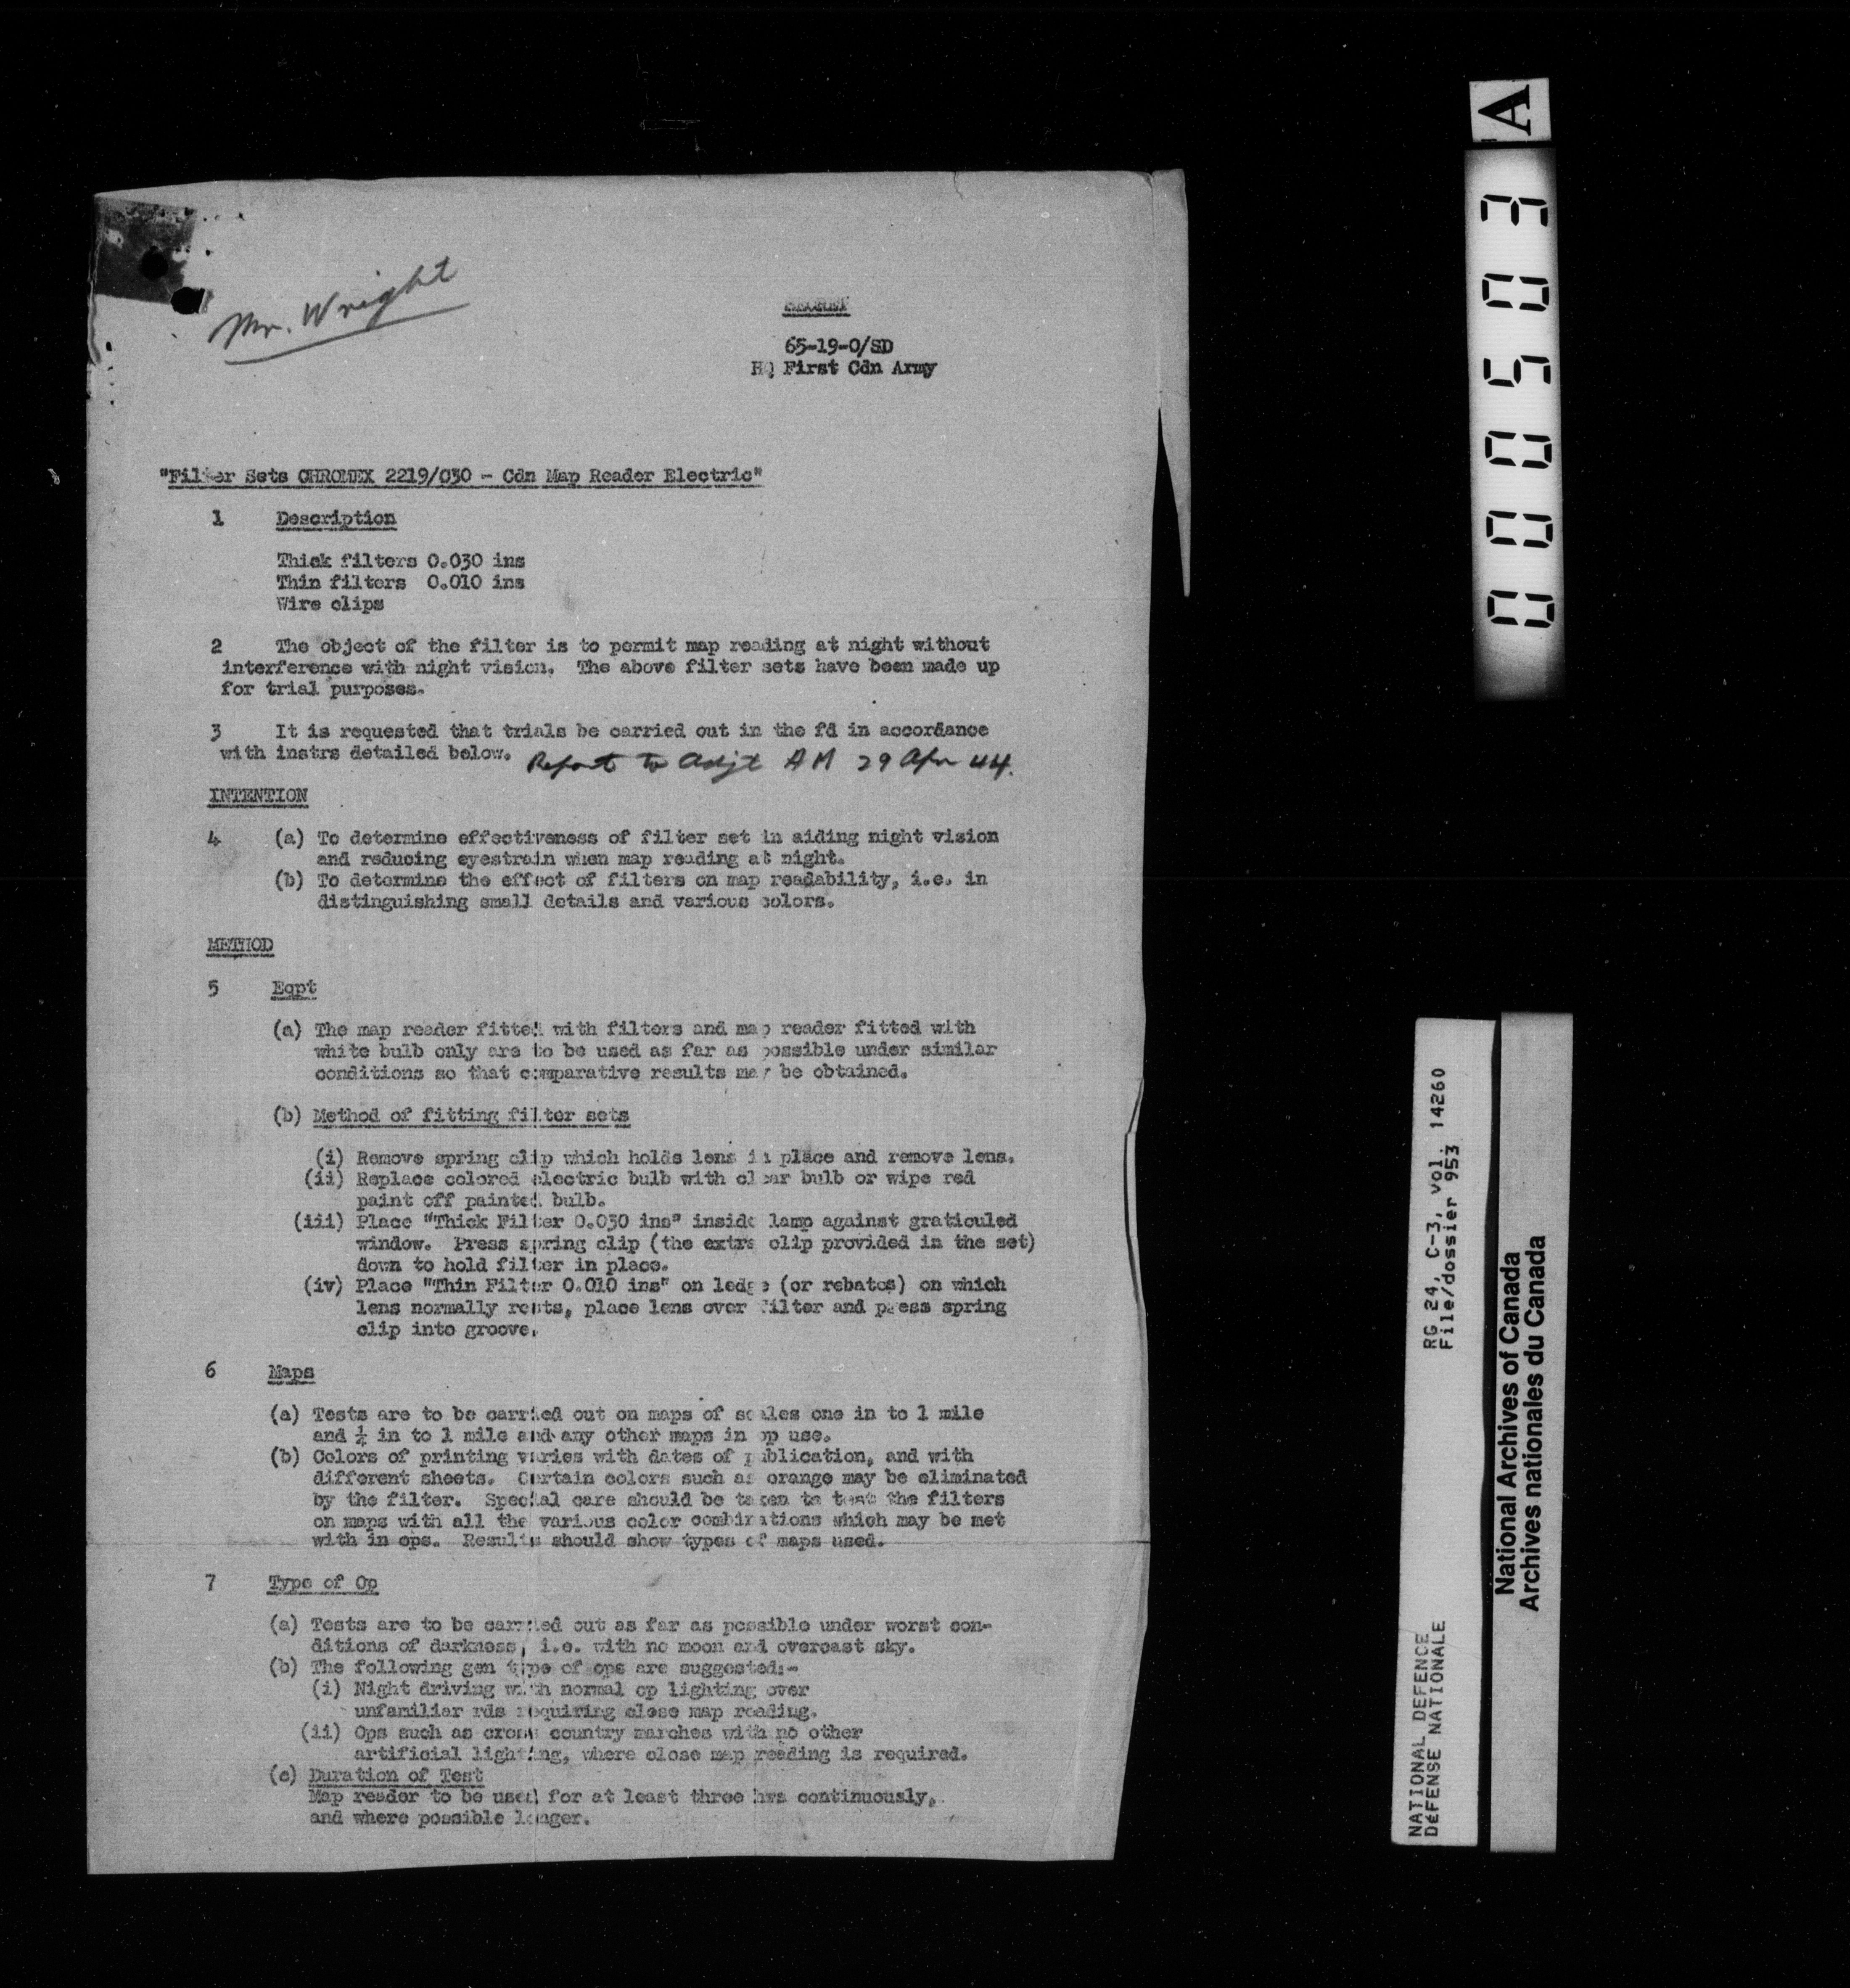 Mr. Wright
SECRET
65-19-0/SD
HQ First Cdn Army
"Filter Sets CHROMEX 2219/030 - Cdn Map Reader Electric"
1 Description
Thick filters 0.030 ins
Thin filters 0.010 ins
Wire clips
2 The object of the filter is to permit map reading at night without
interference with night vision. The above filter sets have been made up
for trial purposes.
3 It is requested that trials be carried out in the fd in accordance
with instrs detailed below. Report to Adjt AM 29 Apr 44.
INTENTION
4 (a) To determine effectiveness of filter set in aiding night vision
and reducing eyestrain when map reading at night.
(b) To determine the effect of filters on map readability, i.e. in
distinguishing small details and various colors.
METHOD
5 Eqpt
(a) The map reader fitted with filters and map reader fitted with
white bulb only are to be used as far as possible under similar
conditions so that comparative results may be obtained.
(b) Method of fitting filter sets
(i) Remove spring clip which holds lens in place and remove lens.
(ii) Replace colored electric bulb with clear bulb or wipe red
paint off painted bulb.
(iii) Place "Thick Filter 0.030 ins" inside lamp against graticuled
window. Press spring clip (the extra clip provided in the set)
down to hold filter in place.
(iv) Place "Thin Filter 0.010 ins" on ledge (or rebates) on which
lens normally rests, place lens over filter and press spring
clip into groove.
6 Maps
(a) Tests are to be carried out on maps of scales one in to 1 mile
and ¼ in to 1 mile and any other maps in op use.
(b) Colors of printing varies with dates of publication, and with
different sheets. Certain colors such as orange may be eliminated
by the filter. Special care should be taken to test the filters
on maps with all the various color combinations which may be met
with in ops. Results should show types of maps used.
7 Type of Op
(a) Tests are to be carried out as far as possible under worst con-
ditions of darkness, i.e. with no moon and overcast sky.
(b) The following gen type of ops are suggested:-
(i) Night driving with normal op lighting over
unfamiliar rds requiring close map reading.
(ii) Ops such as cross country marches with no other
artificial lighting, where close map reading is required.
(c) Duration of Test
Map reader to be used for at least three hrs continuously,
and where possible longer.
000503 A
NATIONAL DEFENCE RG 24, C-3, vol. 14260
DéFENSE NATIONALE File/dossier 953
National Archives of Canada
Archives nationales du Canada